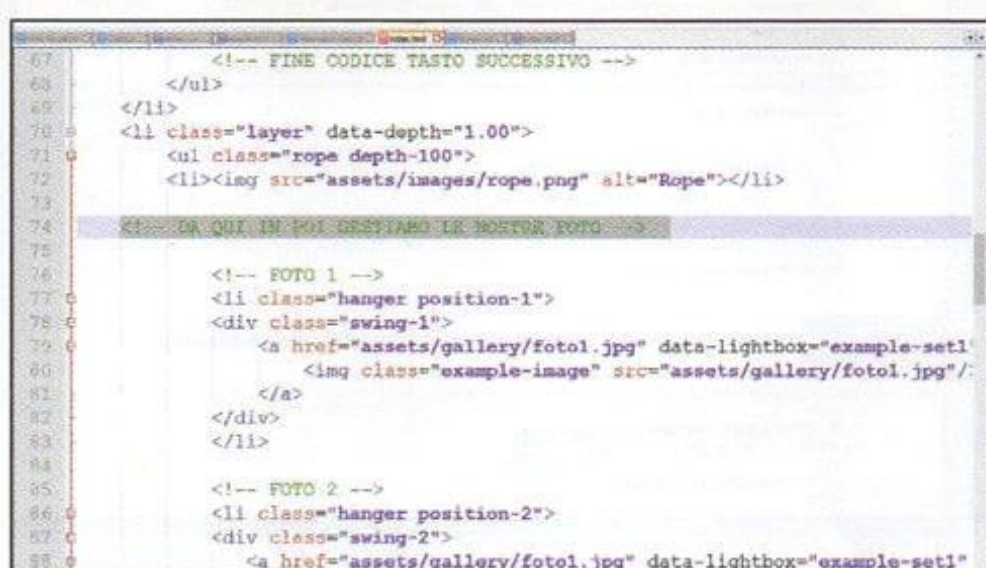 67 <!-- FINE CODICE TASTO SUCCESSIVO -->
68 </ul>
69 </li>
70 <li class="layer" data-depth="1.00">
71 <ul class="rope depth-100">
72 <li><img src="assets/images/rope.png" alt="Rope"></li>
73
74 <!-- DA QUI IN POI GESTIAMO LE NOSTRE FOTO -->
75
76 <!-- FOTO 1 -->
77 <li class="hanger position-1">
78 <div class="swing-1">
79 <a href="assets/gallery/foto1.jpg" data-lightbox="example-set1"
80 <img class="example-image" src="assets/gallery/foto1.jpg"/>
81 </a>
82 </div>
83 </li>
84
85 <!-- FOTO 2 -->
86 <li class="hanger position-2">
87 <div class="swing-2">
88 <a href="assets/gallery/foto1.jpg" data-lightbox="example-set1"